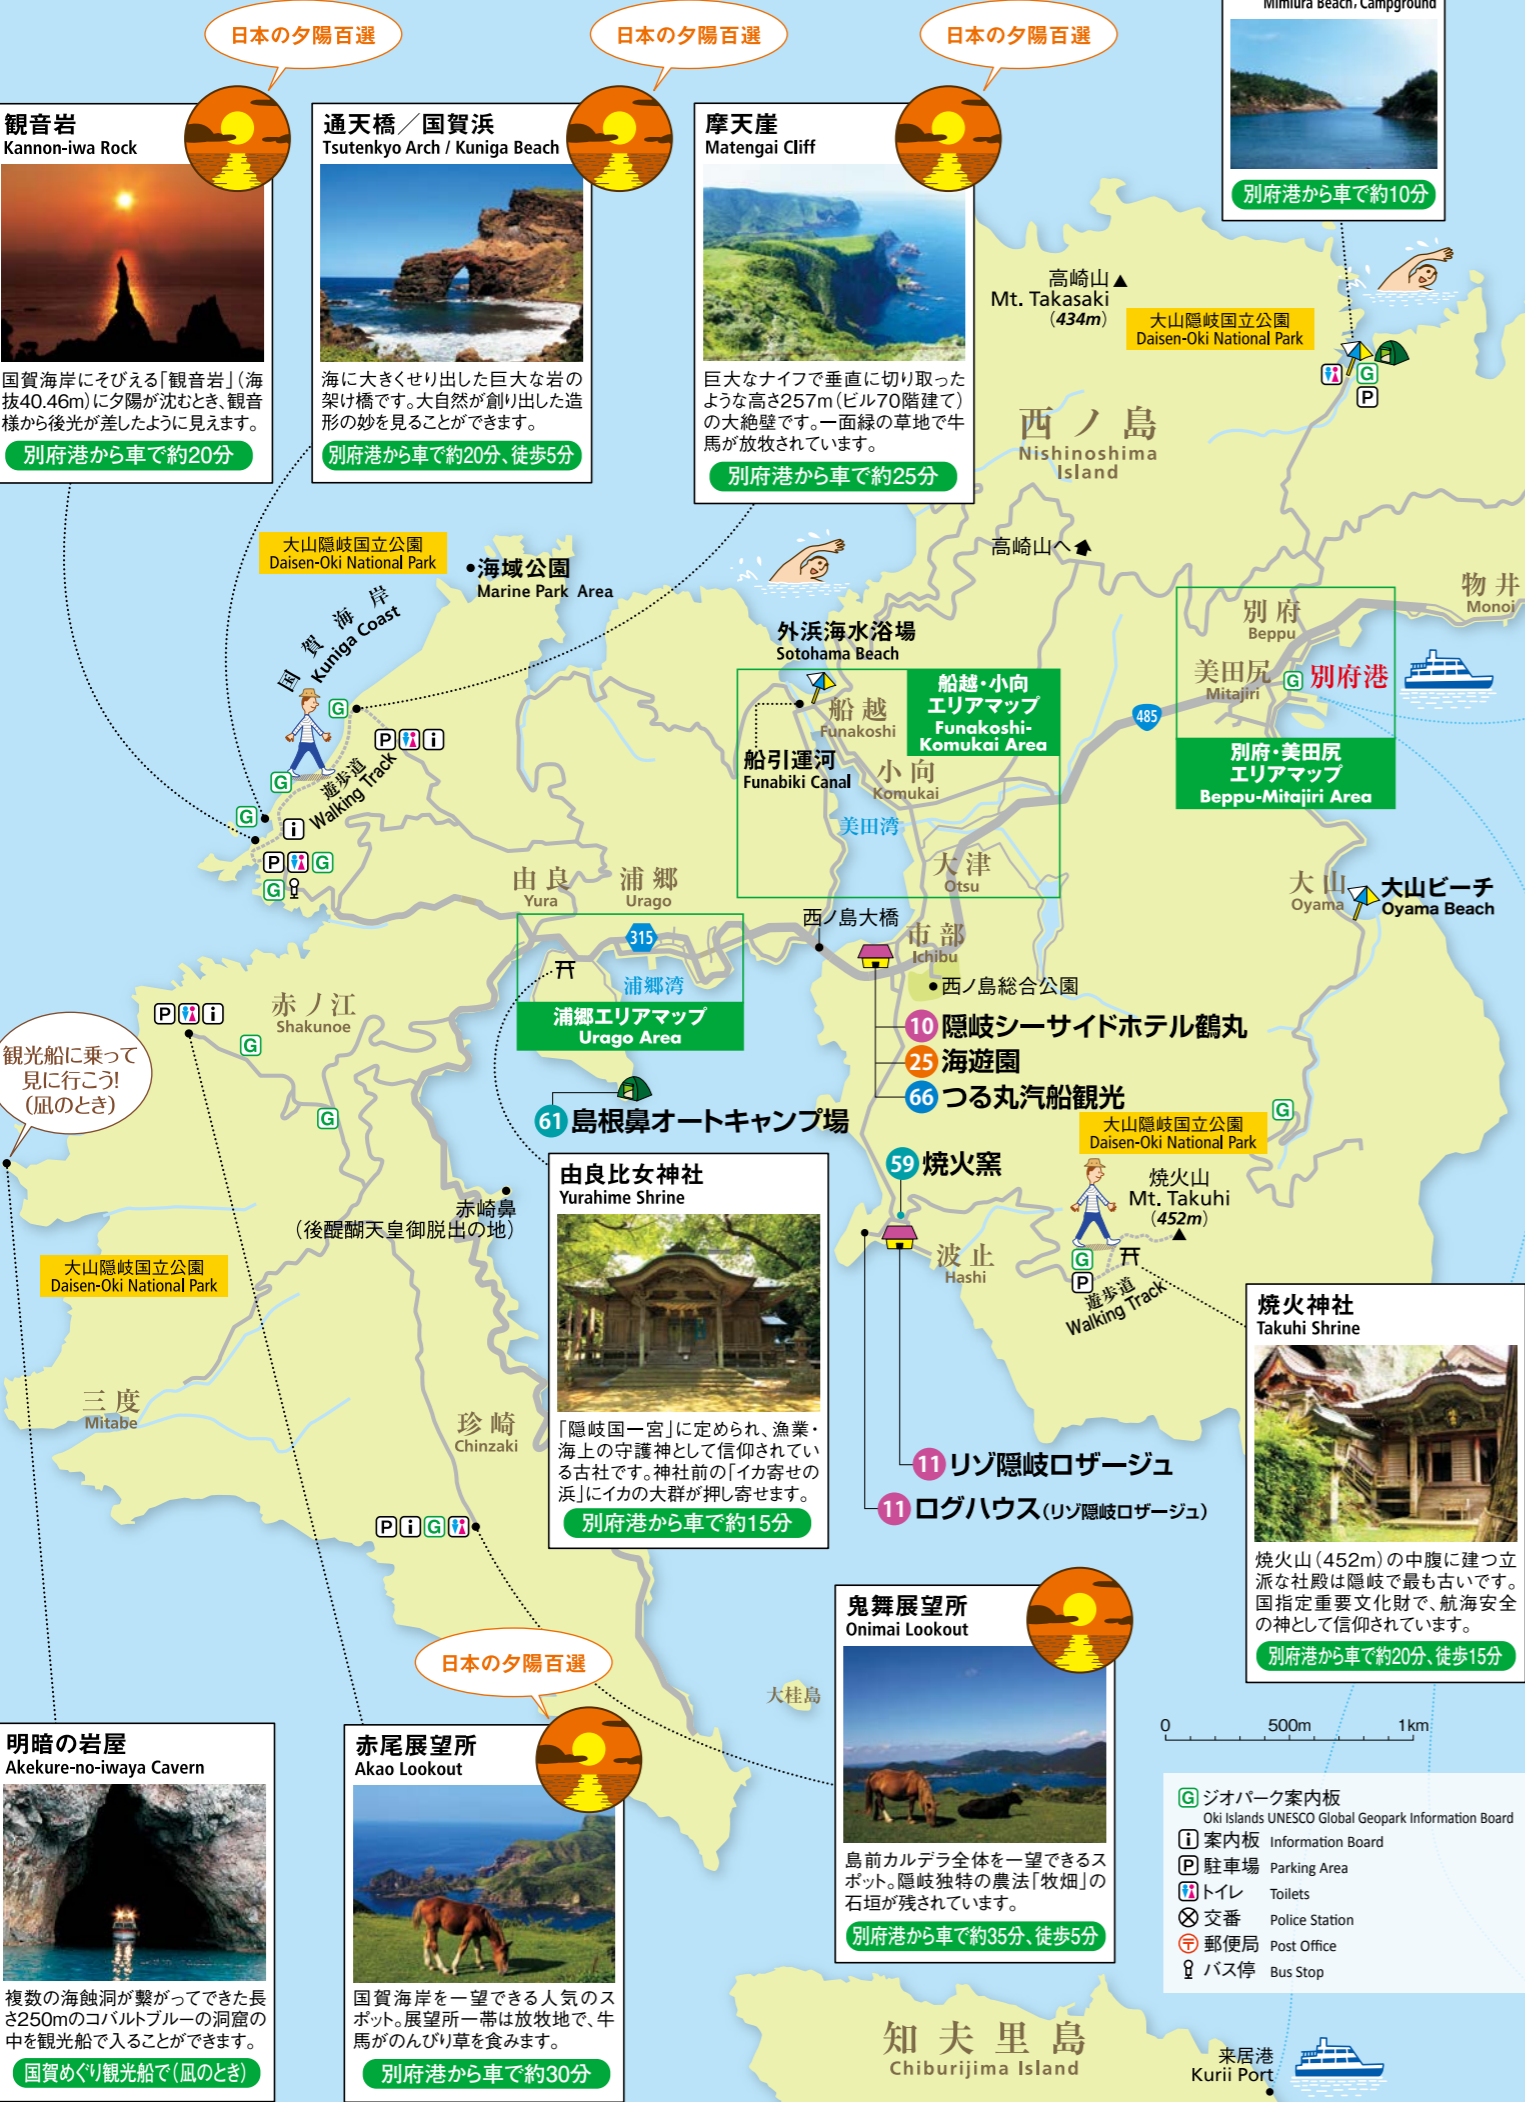 日本の夕陽百選
日本の夕陽百選
日本の夕陽百選
Mimiura Beach, Campground
別府港から車で約10分
観音岩
Kannon-iwa Rock
国賀海岸にそびえる「観音岩」(海
抜40.46m)に夕陽が沈むとき、観音
様から後光が差したように見えます。
別府港から車で約20分
通天橋／国賀浜
Tsutenkyo Arch / Kuniga Beach
海に大きくせり出した巨大な岩の
架け橋です。大自然が創り出した造
形の妙を見ることができます。
別府港から車で約20分、徒歩5分
摩天崖
Matengai Cliff
巨大なナイフで垂直に切り取った
ような高さ257m(ビル70階建て)
の大絶壁です。一面緑の草地で牛
馬が放牧されています。
別府港から車で約25分
高崎山▲
Mt. Takasaki
(434m)
大山隠岐国立公園
Daisen-Oki National Park
G
P
西ノ島
Nishinoshima
Island
高崎山へ
大山隠岐国立公園
Daisen-Oki National Park
•海域公園
Marine Park Area
国賀海岸
Kuniga Coast
G
P i
遊歩道
Walking Track
G
G
i
P G
G
外浜海水浴場
Sotohama Beach
船越・小向
エリアマップ
Funakoshi-
Komukai Area
船越
Funakoshi
船引運河
Funabiki Canal
小向
Komukai
美田湾
大津
Otsu
485
別府
Beppu
物井
Monoi
美田尻
Mitajiri
G 別府港
別府・美田尻
エリアマップ
Beppu-Mitajiri Area
大山
Oyama
大山ビーチ
Oyama Beach
由良
Yura
浦郷
Urago
315
浦郷湾
浦郷エリアマップ
Urago Area
西ノ島大橋
市部
Ichibu
•西ノ島総合公園
10 隠岐シーサイドホテル鶴丸
25 海遊園
66 つる丸汽船観光
61 島根鼻オートキャンプ場
P i
赤ノ江
Shakunoe
G
G
観光船に乗って
見に行こう!
(凪のとき)
赤崎鼻
(後醍醐天皇御脱出の地)
大山隠岐国立公園
Daisen-Oki National Park
三度
Mitabe
珍崎
Chinzaki
P i G
由良比女神社
Yurahime Shrine
「隠岐国一宮」に定められ、漁業・
海上の守護神として信仰されてい
る古社です。神社前の「イカ寄せの
浜」にイカの大群が押し寄せます。
別府港から車で約15分
59 焼火窯
波止
Hashi
大山隠岐国立公園
Daisen-Oki National Park
G
焼火山
Mt. Takuhi
(452m)
▲
G
P
遊歩道
Walking Track
11 リゾ隠岐ロザージュ
11 ログハウス(リゾ隠岐ロザージュ)
焼火神社
Takuhi Shrine
焼火山(452m)の中腹に建つ立
派な社殿は隠岐で最も古いです。
国指定重要文化財で、航海安全
の神として信仰されています。
別府港から車で約20分、徒歩15分
鬼舞展望所
Onimai Lookout
島前カルデラ全体を一望できるス
ポット。隠岐独特の農法「牧畑」の
石垣が残されています。
別府港から車で約35分、徒歩5分
大桂島
日本の夕陽百選
明暗の岩屋
Akekure-no-iwaya Cavern
複数の海蝕洞が繋がってできた長
さ250mのコバルトブルーの洞窟の
中を観光船で入ることができます。
国賀めぐり観光船で(凪のとき)
赤尾展望所
Akao Lookout
国賀海岸を一望できる人気のス
ポット。展望所一帯は放牧地で、牛
馬がのんびり草を食みます。
別府港から車で約30分
0 500m 1km
G ジオパーク案内板
Oki Islands UNESCO Global Geopark Information Board
i 案内板 Information Board
P 駐車場 Parking Area
トイレ Toilets
交番 Police Station
〒 郵便局 Post Office
バス停 Bus Stop
知夫里島
Chiburijima Island
来居港
Kurii Port